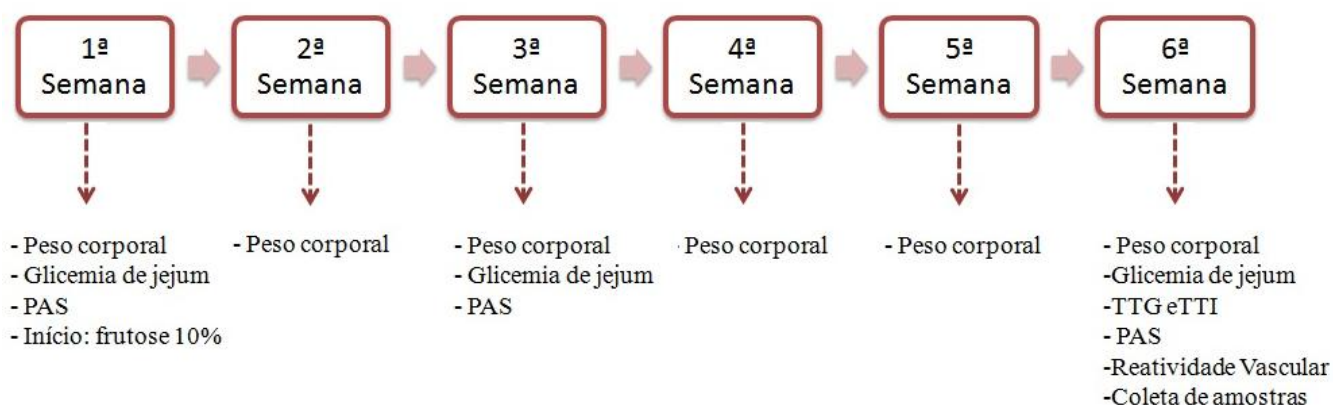 1ª
Semana
2ª
Semana
3ª
Semana
4ª
Semana
5ª
Semana
6ª
Semana
- Peso corporal
- Glicemia de jejum
- PAS
- Início: frutose 10%
- Peso corporal
- Peso corporal
- Glicemia de jejum
- PAS
- Peso corporal
- Peso corporal
- Peso corporal
-Glicemia de jejum
-TTG eTTI
- PAS
-Reatividade Vascular
-Coleta de amostras